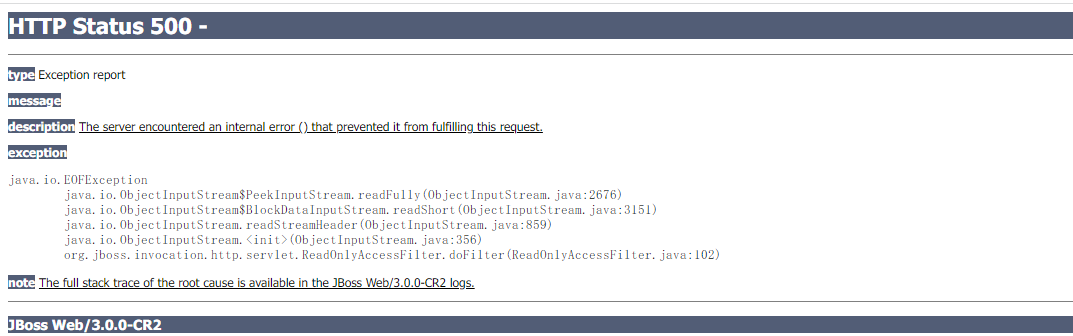 HTTP Status 500 -
type Exception report
message
description The server encountered an internal error () that prevented it from fulfilling this request.
exception
java.io.EOFException
java.io.ObjectInputStream$PeekInputStream.readFully(ObjectInputStream.java:2676)
java.io.ObjectInputStream$BlockDataInputStream.readShort(ObjectInputStream.java:3151)
java.io.ObjectInputStream.readStreamHeader(ObjectInputStream.java:859)
java.io.ObjectInputStream.<init>(ObjectInputStream.java:356)
org.jboss.invocation.http.servlet.ReadOnlyAccessFilter.doFilter(ReadOnlyAccessFilter.java:102)
note The full stack trace of the root cause is available in the JBoss Web/3.0.0-CR2 logs.
JBoss Web/3.0.0-CR2